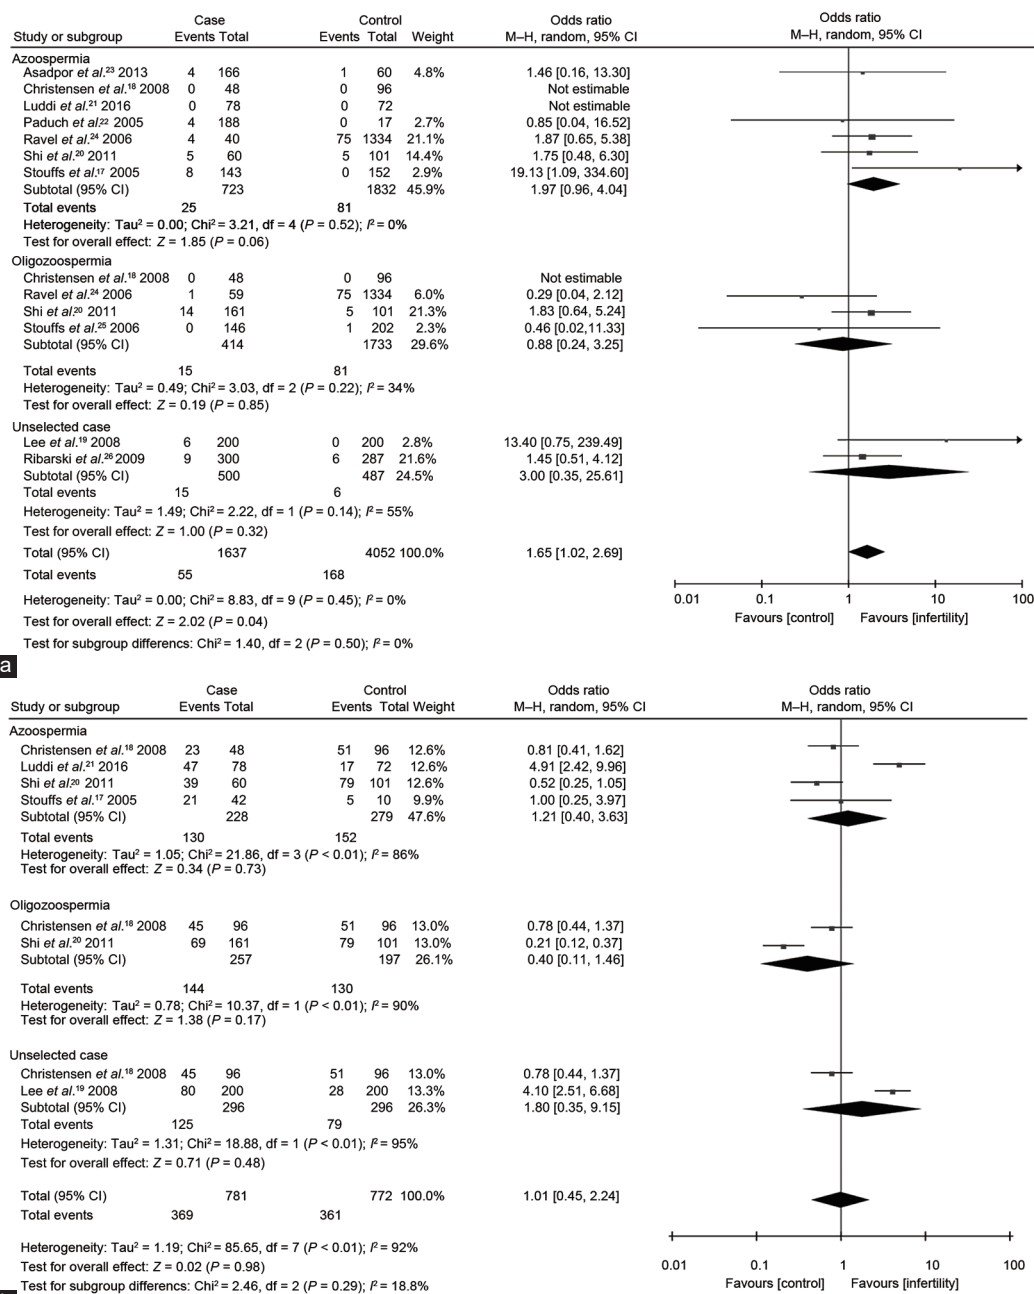 Case Control Odds ratio Odds ratio
Study or subgroup Events Total Events Total Weight M–H, random, 95% CI M–H, random, 95% CI
Azoospermia
Asadpor et al.²³ 2013 4 166 1 60 4.8% 1.46 [0.16, 13.30]
Christensen et al.¹⁸ 2008 0 48 0 96 Not estimable
Luddi et al.²¹ 2016 0 78 0 72 Not estimable
Paduch et al.²² 2005 4 188 0 17 2.7% 0.85 [0.04, 16.52]
Ravel et al.²⁴ 2006 4 40 75 1334 21.1% 1.87 [0.65, 5.38]
Shi et al.²⁰ 2011 5 60 5 101 14.4% 1.75 [0.48, 6.30]
Stouffs et al.¹⁷ 2005 8 143 0 152 2.9% 19.13 [1.09, 334.60]
Subtotal (95% CI) 723 1832 45.9% 1.97 [0.96, 4.04]
Total events 25 81
Heterogeneity: Tau² = 0.00; Chi² = 3.21, df = 4 (P = 0.52); I² = 0%
Test for overall effect: Z = 1.85 (P = 0.06)
Oligozoospermia
Christensen et al.¹⁸ 2008 0 48 0 96 Not estimable
Ravel et al.²⁴ 2006 1 59 75 1334 6.0% 0.29 [0.04, 2.12]
Shi et al.²⁰ 2011 14 161 5 101 21.3% 1.83 [0.64, 5.24]
Stouffs et al.²⁵ 2006 0 146 1 202 2.3% 0.46 [0.02,11.33]
Subtotal (95% CI) 414 1733 29.6% 0.88 [0.24, 3.25]
Total events 15 81
Heterogeneity: Tau² = 0.49; Chi² = 3.03, df = 2 (P = 0.22); I² = 34%
Test for overall effect: Z = 0.19 (P = 0.85)
Unselected case
Lee et al.¹⁹ 2008 6 200 0 200 2.8% 13.40 [0.75, 239.49]
Ribarski et al.²⁶ 2009 9 300 6 287 21.6% 1.45 [0.51, 4.12]
Subtotal (95% CI) 500 487 24.5% 3.00 [0.35, 25.61]
Total events 15 6
Heterogeneity: Tau² = 1.49; Chi² = 2.22, df = 1 (P = 0.14); I² = 55%
Test for overall effect: Z = 1.00 (P = 0.32)
Total (95% CI) 1637 4052 100.0% 1.65 [1.02, 2.69]
Total events 55 168
Heterogeneity: Tau² = 0.00; Chi² = 8.83, df = 9 (P = 0.45); I² = 0%
Test for overall effect: Z = 2.02 (P = 0.04)
Test for subgroup differencs: Chi² = 1.40, df = 2 (P = 0.50); I² = 0%
0.01 0.1 1 10 100
Favours [control] Favours [infertility]
a
Case Control Odds ratio Odds ratio
Study or subgroup Events Total Events Total Weight M–H, random, 95% CI M–H, random, 95% CI
Azoospermia
Christensen et al.¹⁸ 2008 23 48 51 96 12.6% 0.81 [0.41, 1.62]
Luddi et al.²¹ 2016 47 78 17 72 12.6% 4.91 [2.42, 9.96]
Shi et al.²⁰ 2011 39 60 79 101 12.6% 0.52 [0.25, 1.05]
Stouffs et al.¹⁷ 2005 21 42 5 10 9.9% 1.00 [0.25, 3.97]
Subtotal (95% CI) 228 279 47.6% 1.21 [0.40, 3.63]
Total events 130 152
Heterogeneity: Tau² = 1.05; Chi² = 21.86, df = 3 (P < 0.01); I² = 86%
Test for overall effect: Z = 0.34 (P = 0.73)
Oligozoospermia
Christensen et al.¹⁸ 2008 45 96 51 96 13.0% 0.78 [0.44, 1.37]
Shi et al.²⁰ 2011 69 161 79 101 13.0% 0.21 [0.12, 0.37]
Subtotal (95% CI) 257 197 26.1% 0.40 [0.11, 1.46]
Total events 144 130
Heterogeneity: Tau² = 0.78; Chi² = 10.37, df = 1 (P < 0.01); I² = 90%
Test for overall effect: Z = 1.38 (P = 0.17)
Unselected case
Christensen et al.¹⁸ 2008 45 96 51 96 13.0% 0.78 [0.44, 1.37]
Lee et al.¹⁹ 2008 80 200 28 200 13.3% 4.10 [2.51, 6.68]
Subtotal (95% CI) 296 296 26.3% 1.80 [0.35, 9.15]
Total events 125 79
Heterogeneity: Tau² = 1.31; Chi² = 18.88, df = 1 (P < 0.01); I² = 95%
Test for overall effect: Z = 0.71 (P = 0.48)
Total (95% CI) 781 772 100.0% 1.01 [0.45, 2.24]
Total events 369 361
Heterogeneity: Tau² = 1.19; Chi² = 85.65, df = 7 (P < 0.01); I² = 92%
Test for overall effect: Z = 0.02 (P = 0.98)
Test for subgroup differencs: Chi² = 2.46, df = 2 (P = 0.29); I² = 18.8%
0.01 0.1 1 10 100
Favours [control] Favours [infertility]